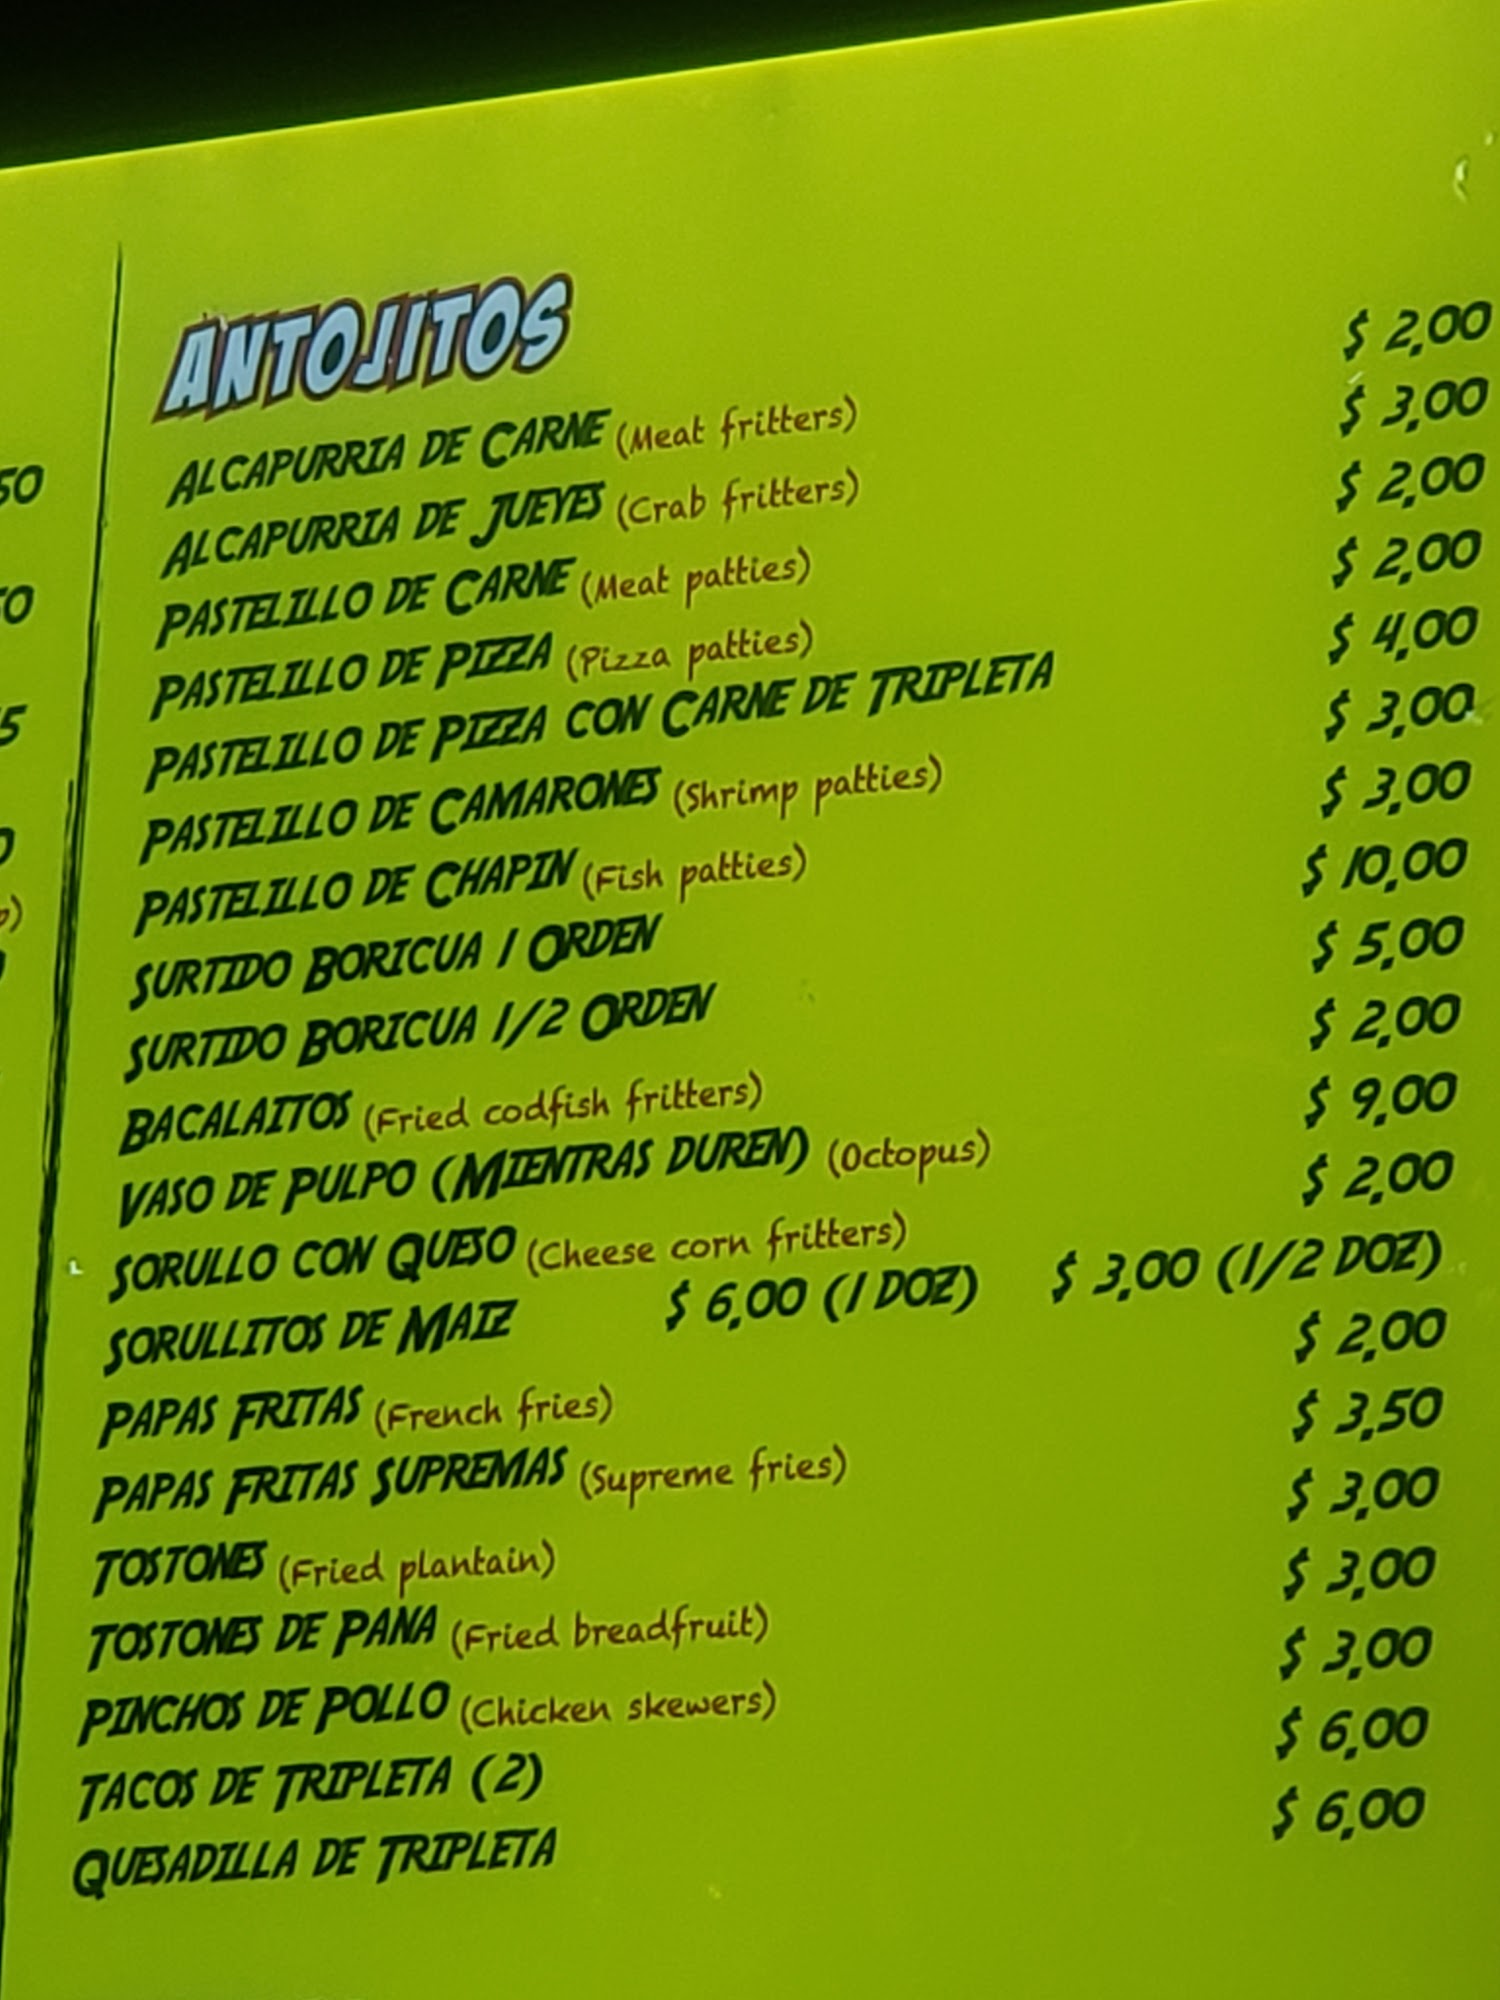 ANTOJITOS
ALCAPURRIA DE CARNE (Meat fritters) $ 2.00
ALCAPURRIA DE JUEYES (Crab fritters) $ 3.00
PASTELILLO DE CARNE (Meat patties) $ 2.00
PASTELILLO DE PIZZA (Pizza patties) $ 2.00
PASTELILLO DE PIZZA CON CARNE DE TRIPLETA $ 4.00
PASTELILLO DE CAMARONES (Shrimp patties) $ 3.00
PASTELILLO DE CHAPIN (Fish patties) $ 3.00
SURTIDO BORICUA 1 ORDEN $ 10.00
SURTIDO BORICUA 1/2 ORDEN $ 5.00
BACALAITOS (Fried codfish fritters) $ 2.00
VASO DE PULPO (MIENTRAS DUREN) (Octopus) $ 9.00
SORULLO CON QUESO (Cheese corn fritters) $ 2.00
SORULLITOS DE MAIZ $ 6.00 (1 DOZ) $ 3.00 (1/2 DOZ)
PAPAS FRITAS (French fries) $ 2.00
PAPAS FRITAS SUPREMAS (Supreme fries) $ 3.50
TOSTONES (Fried plantain) $ 3.00
TOSTONES DE PANA (Fried breadfruit) $ 3.00
PINCHOS DE POLLO (Chicken skewers) $ 3.00
TACOS DE TRIPLETA (2) $ 6.00
QUESADILLA DE TRIPLETA $ 6.00